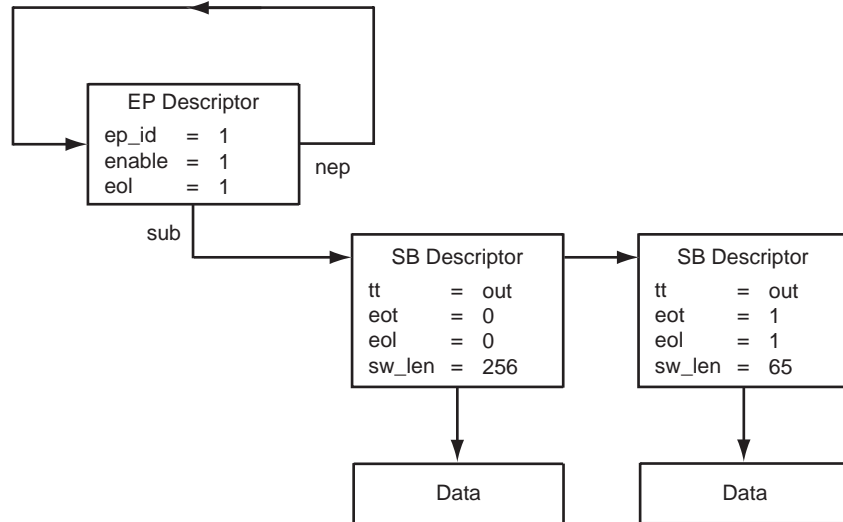 EP Descriptor
ep_id = 1
enable = 1
eol = 1
nep
sub
SB Descriptor
tt = out
eot = 0
eol = 0
sw_len = 256
SB Descriptor
tt = out
eot = 1
eol = 1
sw_len = 65
Data
Data